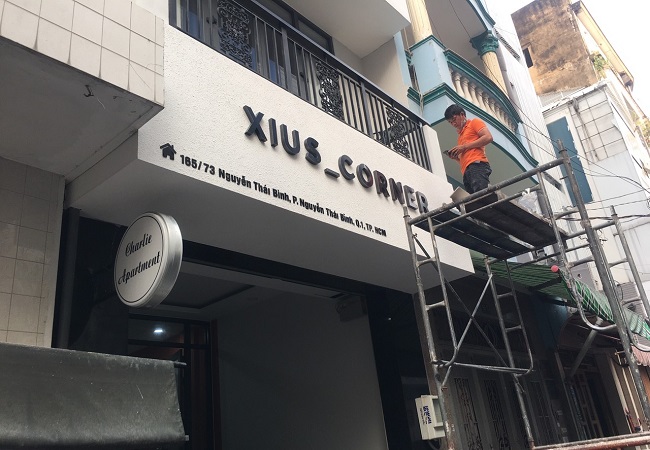 XIUS_CORNER
165/73 Nguyễn Thái Bình, P. Nguyễn Thái Bình, Q.1, TP. HCM
Charlie
Apartment